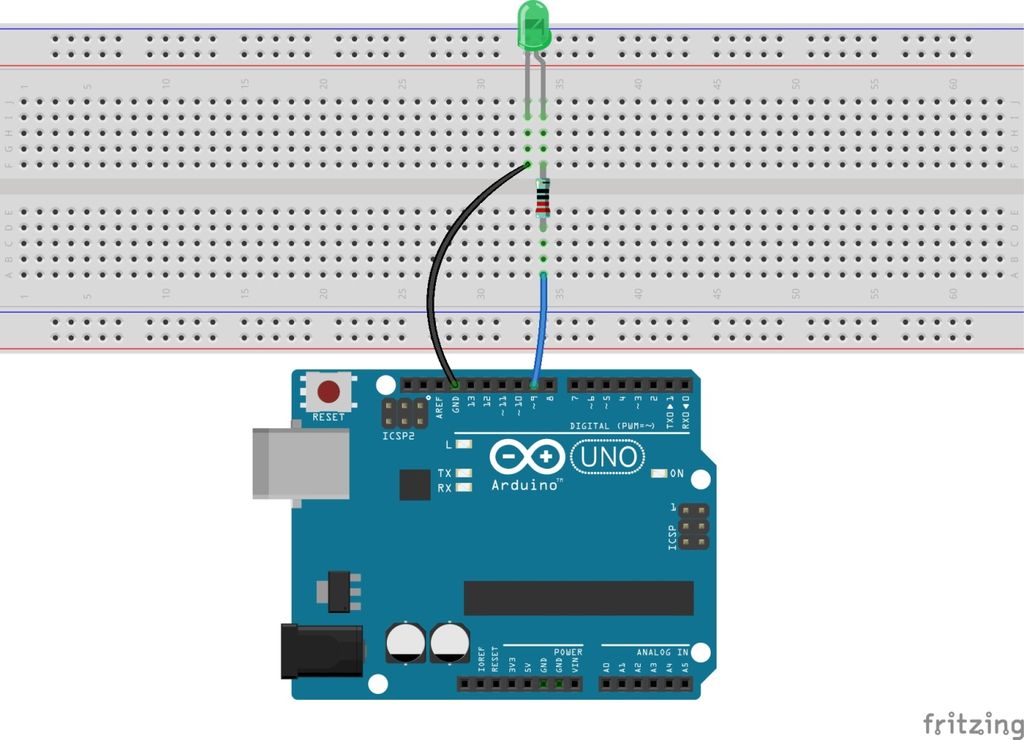 1 5 10 15 20 25 30 35 40 45 50 55 60
J J
I I
H H
G G
F F
E E
D D
C C
B B
A A
1 5 10 15 20 25 30 35 40 45 50 55 60
RESET
ICSP2
AREF GND 13 12 ~11 ~10 ~9 8 7 ~6 ~5 4 ~3 2 TX0▶1 RX0◀0
DIGITAL (PWM=~)
L
TX
RX
UNO
Arduino™
ON
1
ICSP
POWER ANALOG IN
IOREF RESET 3V3 5V GND GND VIN A0 A1 A2 A3 A4 A5
fritzing